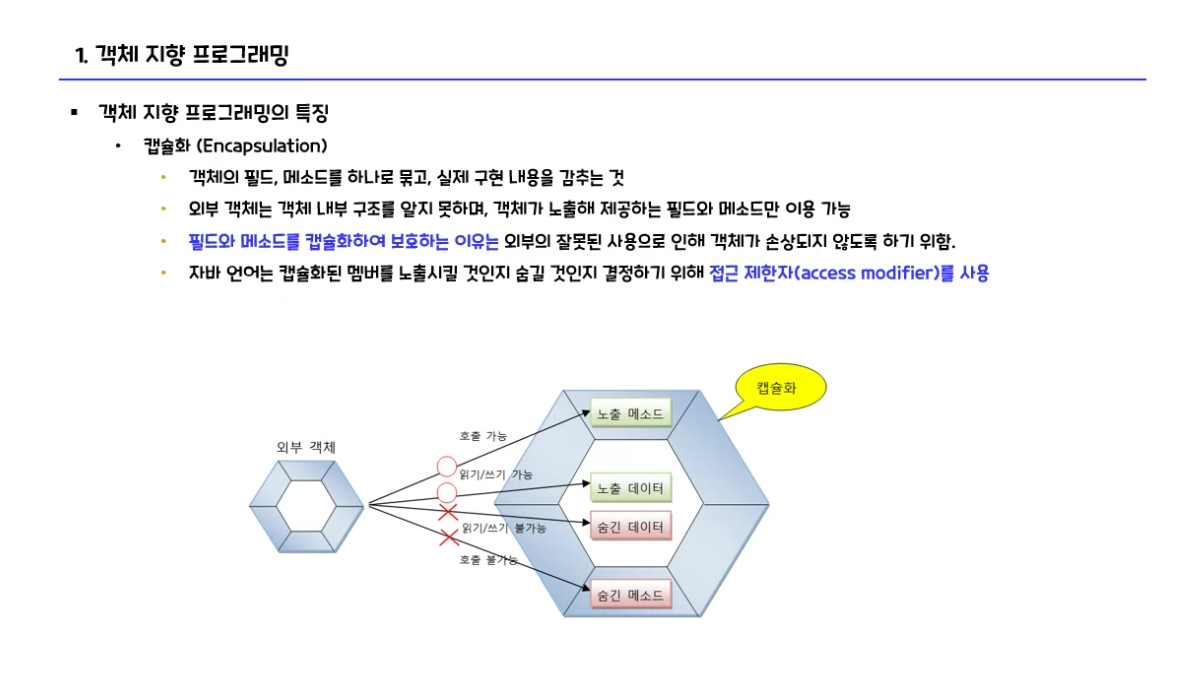 1. 객체 지향 프로그래밍
▪ 객체 지향 프로그래밍의 특징
• 캡슐화 (Encapsulation)
• 객체의 필드, 메소드를 하나로 묶고, 실제 구현 내용을 감추는 것
• 외부 객체는 객체 내부 구조를 알지 못하며, 객체가 노출해 제공하는 필드와 메소드만 이용 가능
• 필드와 메소드를 캡슐화하여 보호하는 이유는 외부의 잘못된 사용으로 인해 객체가 손상되지 않도록 하기 위함.
• 자바 언어는 캡슐화된 멤버를 노출시킬 것인지 숨길 것인지 결정하기 위해 접근 제한자(access modifier)를 사용
캡슐화
노출 메소드
호출 가능
외부 객체
읽기/쓰기 가능
노출 데이터
숨긴 데이터
읽기/쓰기 불가능
호출 불가능
숨긴 메소드